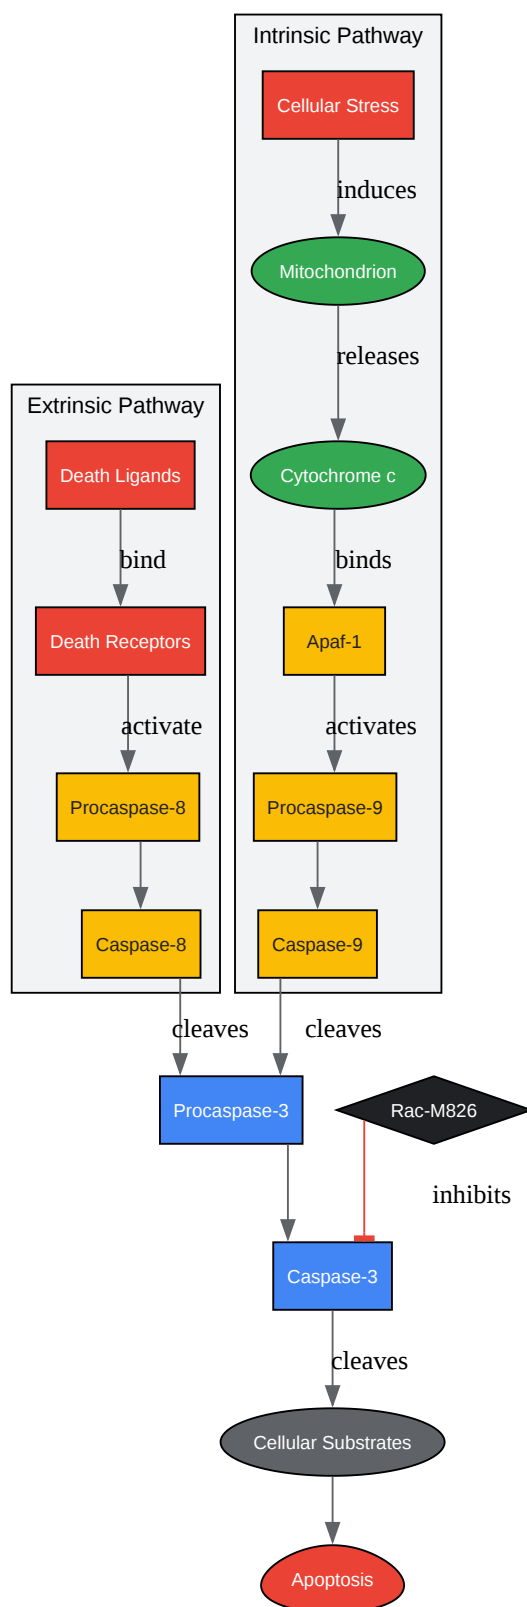 Intrinsic Pathway
Cellular Stress
induces
Mitochondrion
releases
Cytochrome c
binds
Apaf-1
activates
Procaspase-9
Caspase-9
cleaves
Extrinsic Pathway
Death Ligands
bind
Death Receptors
activate
Procaspase-8
Caspase-8
cleaves
Procaspase-3
Rac-M826
inhibits
Caspase-3
cleaves
Cellular Substrates
Apoptosis